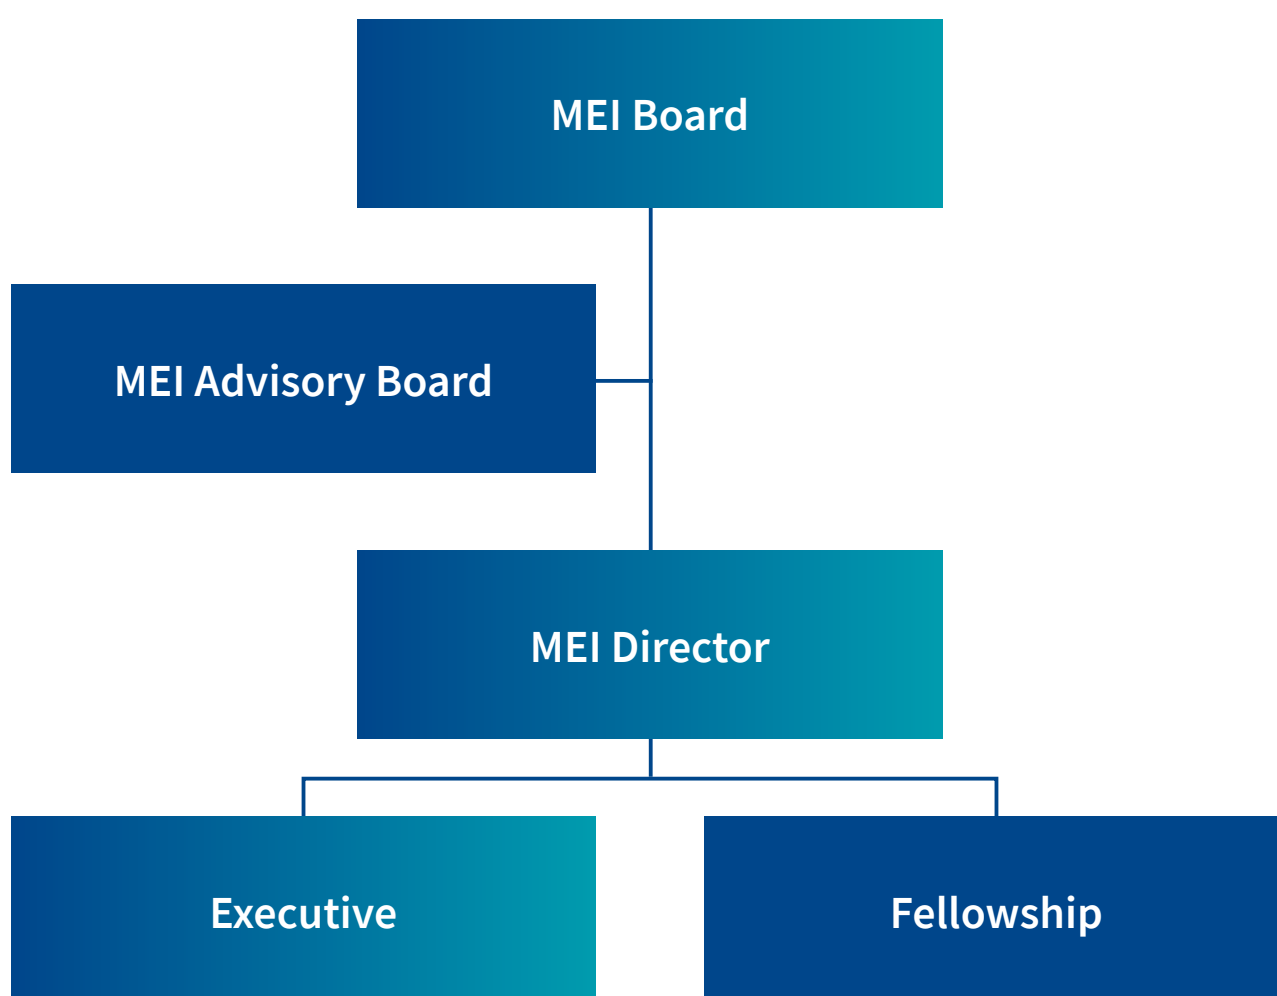 MEI Board
MEI Advisory Board
MEI Director
Executive
Fellowship